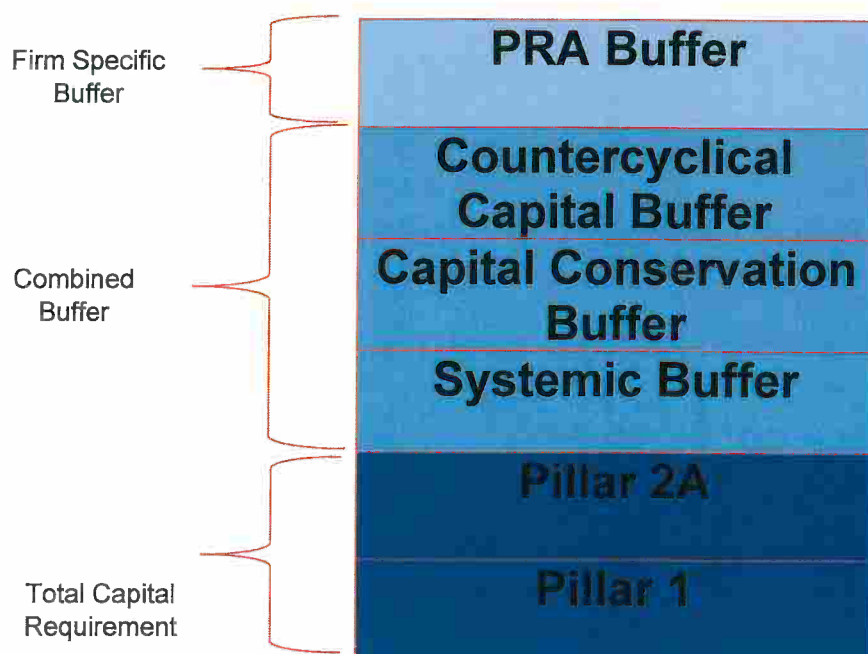 Firm Specific
Buffer
PRA Buffer
Countercyclical
Capital Buffer
Combined
Buffer
Capital Conservation
Buffer
Systemic Buffer
Pillar 2A
Total Capital
Requirement
Pillar 1